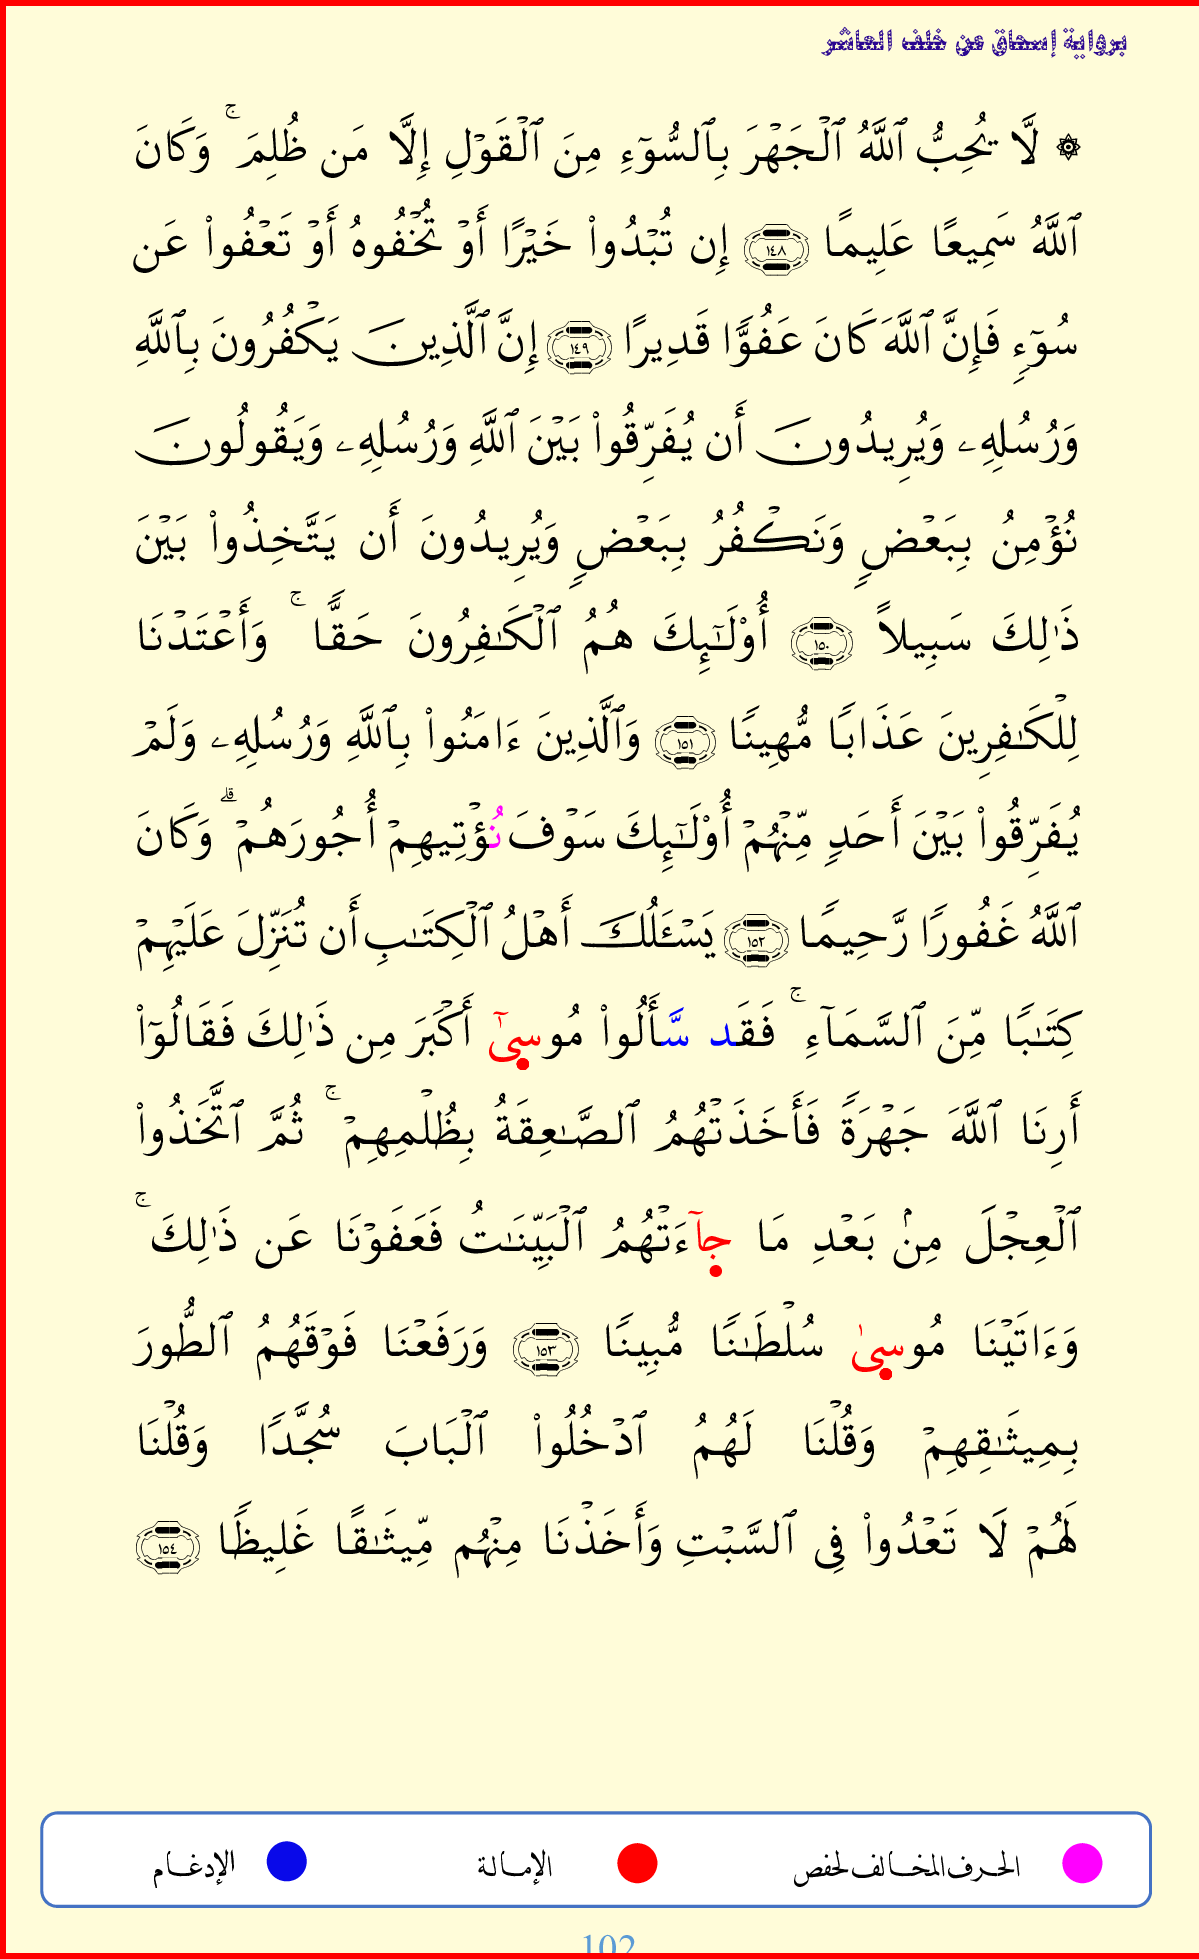 برواية إسحاق عن خلف العاشر
۞ لَّا يُحِبُّ ٱللَّهُ ٱلۡجَهۡرَ بِٱلسُّوٓءِ مِنَ ٱلۡقَوۡلِ إِلَّا مَن ظُلِمَ ۚ وَكَانَ
ٱللَّهُ سَمِيعًا عَلِيمًا ١٤٨ إِن تُبۡدُواْ خَيۡرًا أَوۡ تُخۡفُوهُ أَوۡ تَعۡفُواْ عَن
سُوٓءٍ فَإِنَّ ٱللَّهَ كَانَ عَفُوًّا قَدِيرًا ١٤٩ إِنَّ ٱلَّذِينَ يَكۡفُرُونَ بِٱللَّهِ
وَرُسُلِهِۦ وَيُرِيدُونَ أَن يُفَرِّقُواْ بَيۡنَ ٱللَّهِ وَرُسُلِهِۦ وَيَقُولُونَ
نُؤۡمِنُ بِبَعۡضٍ وَنَكۡفُرُ بِبَعۡضٍ وَيُرِيدُونَ أَن يَتَّخِذُواْ بَيۡنَ
ذَٰلِكَ سَبِيلاً ١٥٠ أُوْلَـٰٓئِكَ هُمُ ٱلۡكَـٰفِرُونَ حَقًّا ۚ وَأَعۡتَدۡنَا
لِلۡكَـٰفِرِينَ عَذَابًا مُّهِينًا ١٥١ وَٱلَّذِينَ ءَامَنُواْ بِٱللَّهِ وَرُسُلِهِۦ وَلَمۡ
يُفَرِّقُواْ بَيۡنَ أَحَدٍ مِّنۡهُمۡ أُوْلَـٰٓئِكَ سَوۡفَ نُؤۡتِيهِمۡ أُجُورَهُمۡ ۗ وَكَانَ
ٱللَّهُ غَفُورًا رَّحِيمًا ١٥٢ يَسۡـَٔلُكَ أَهۡلُ ٱلۡكِتَـٰبِ أَن تُنَزِّلَ عَلَيۡهِمۡ
كِتَـٰبًا مِّنَ ٱلسَّمَآءِ ۚ فَقَد سَّأَلُواْ مُوسىٰٓ أَكۡبَرَ مِن ذَٰلِكَ فَقَالُوٓاْ
أَرِنَا ٱللَّهَ جَهۡرَةً فَأَخَذَتۡهُمُ ٱلصَّـٰعِقَةُ بِظُلۡمِهِمۡ ۚ ثُمَّ ٱتَّخَذُواْ
ٱلۡعِجۡلَ مِنۢ بَعۡدِ مَا جآءَتۡهُمُ ٱلۡبَيِّنَـٰتُ فَعَفَوۡنَا عَن ذَٰلِكَ ۚ
وَءَاتَيۡنَا مُوسىٰ سُلۡطَـٰنًا مُّبِينًا ١٥٣ وَرَفَعۡنَا فَوۡقَهُمُ ٱلطُّورَ
بِمِيثَـٰقِهِمۡ وَقُلۡنَا لَهُمُ ٱدۡخُلُواْ ٱلۡبَابَ سُجَّدًا وَقُلۡنَا
لَهُمۡ لَا تَعۡدُواْ فِى ٱلسَّبۡتِ وَأَخَذۡنَا مِنۡهُم مِّيثَـٰقًا غَلِيظًا ١٥٤
الحرف المخالف لحفص الإمالة الإدغام
102